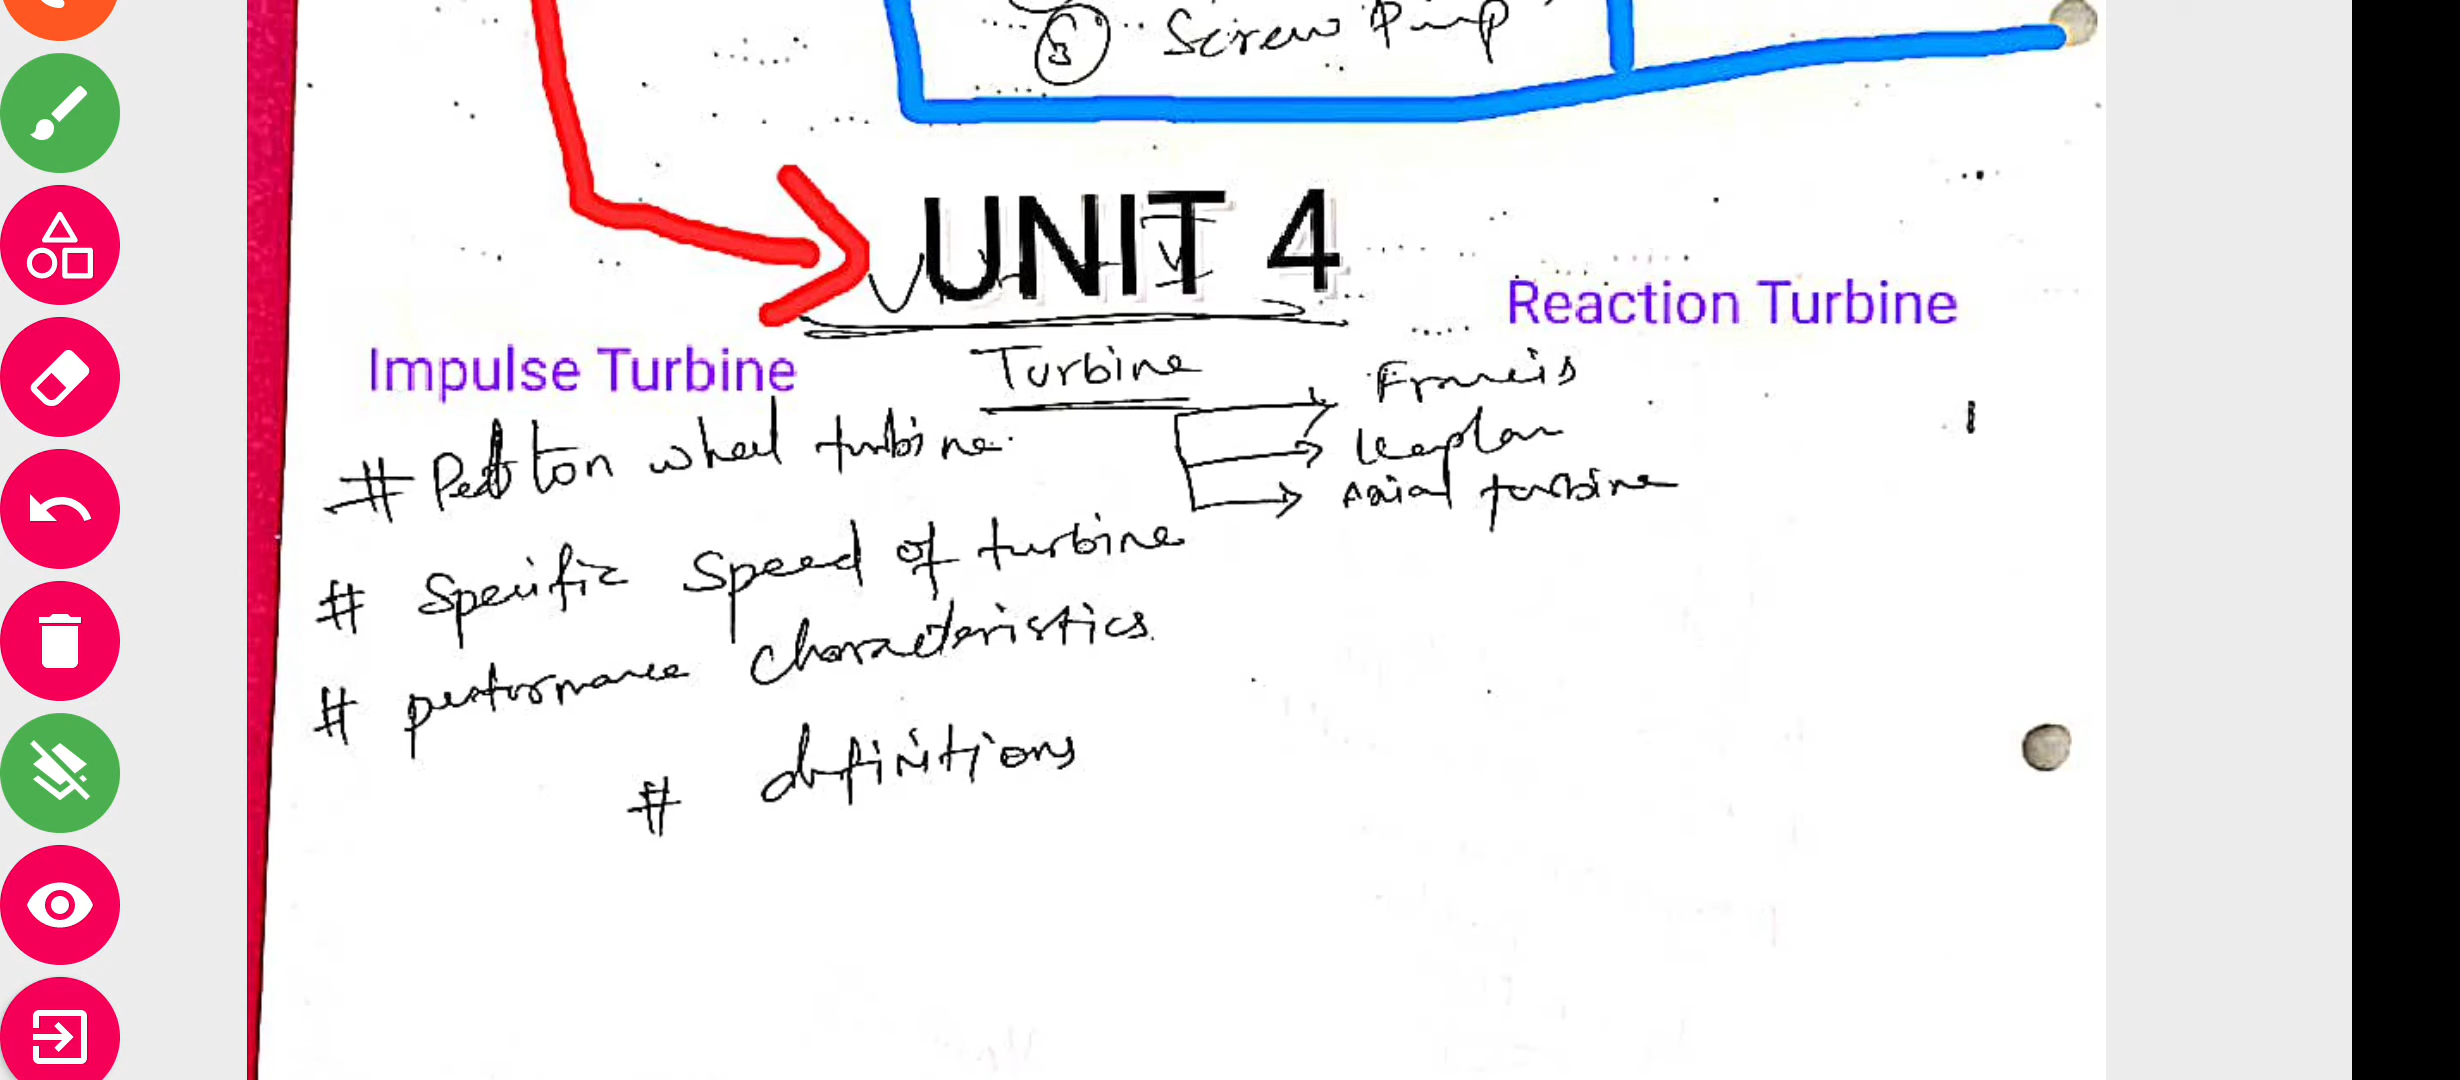 ③ Screw Pump
UNIT 4
Reaction Turbine
Impulse Turbine
Turbine
Francis
Kaplan
Axial turbine
# Pelton wheel turbine.
# Specific Speed of turbine
# performance characteristics.
# definitions